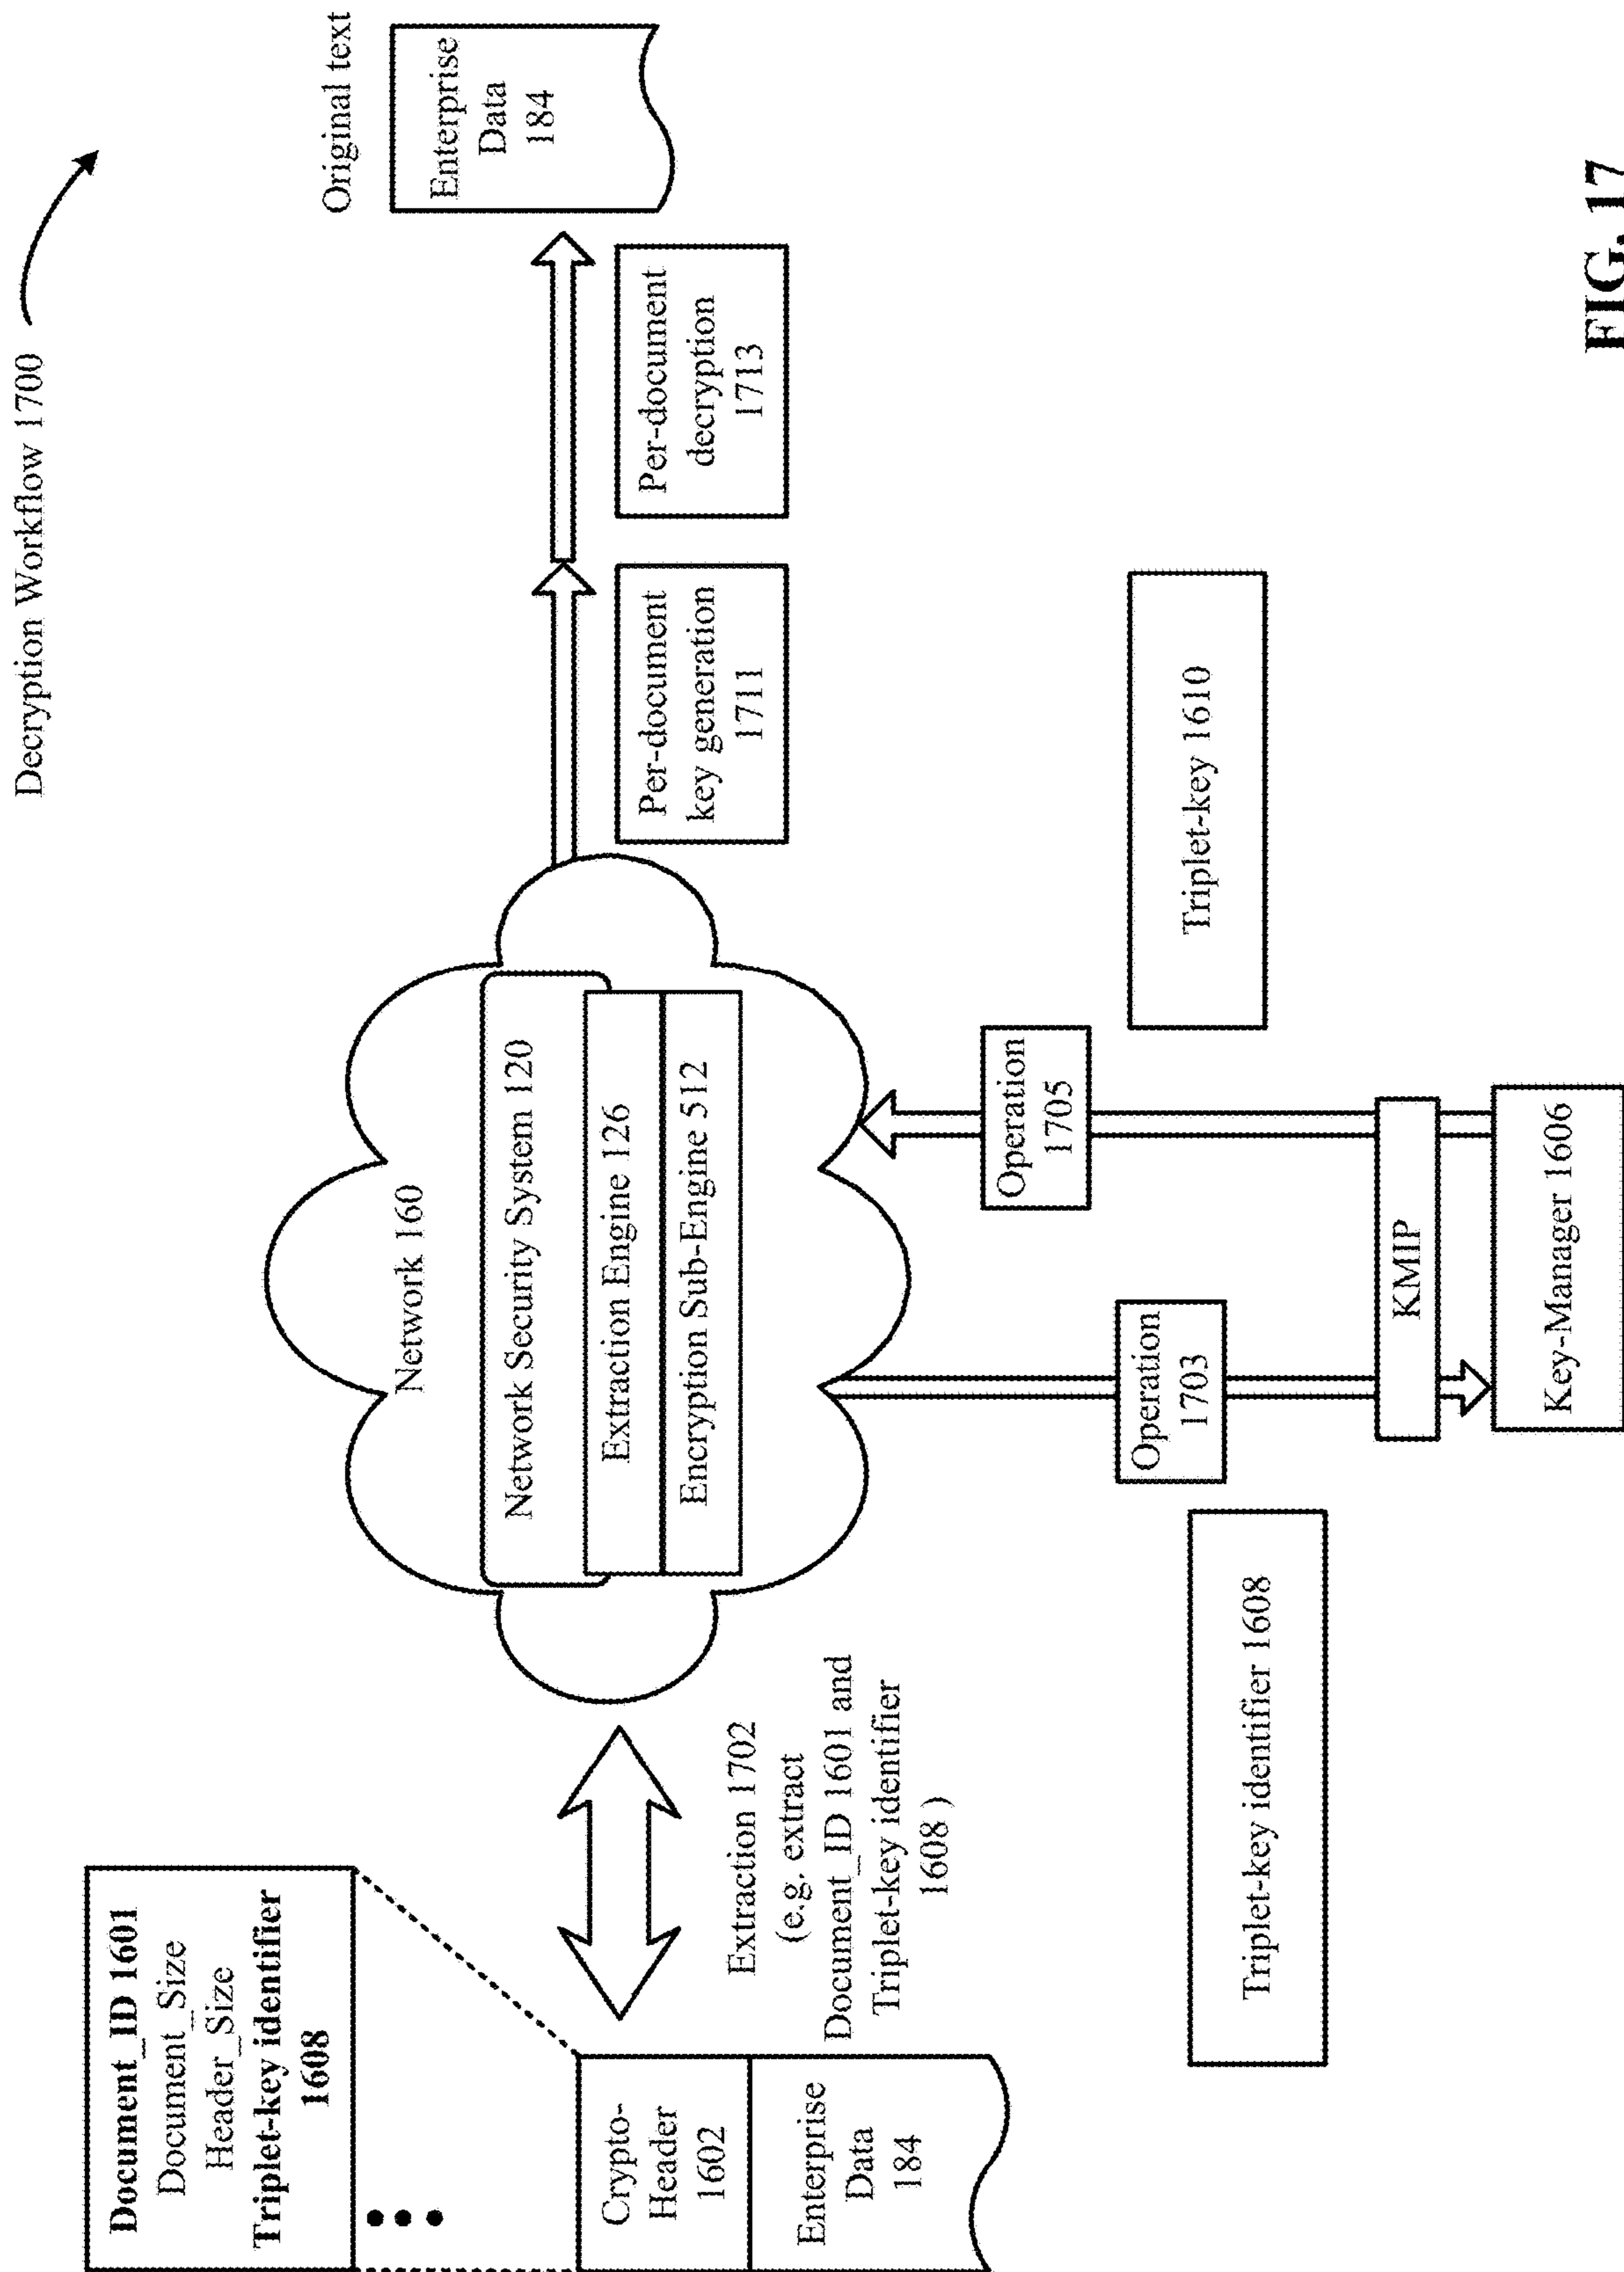 Decryption Workflow 1700
Document_ID 1601
Document_Size
Header_Size
Triplet-key identifier
1608
Crypto-
Header
1602
Enterprise
Data
184
Extraction 1702
(e.g. extract
Document_ID 1601 and
Triplet-key identifier
1608 )
Network 160
Network Security System 120
Extraction Engine 126
Encryption Sub-Engine 512
Per-document
key generation
1711
Per-document
decryption
1713
Original text
Enterprise
Data
184
Triplet-key identifier 1608
Operation
1703
Operation
1705
Triplet-key 1610
KMIP
Key-Manager 1606
FIG. 17